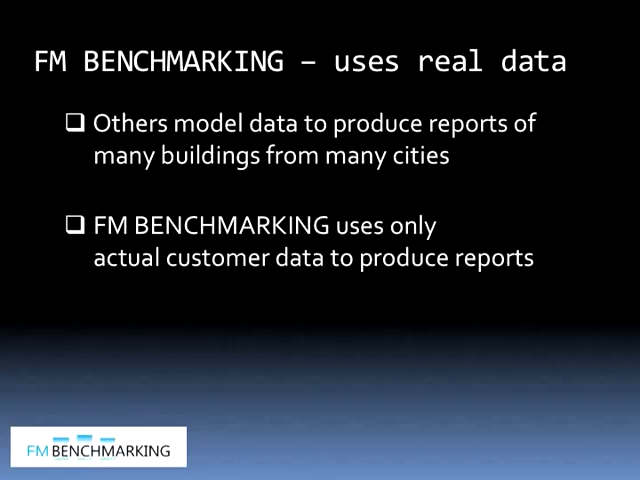 FM BENCHMARKING – uses real data
Others model data to produce reports of
many buildings from many cities
FM BENCHMARKING uses only
actual customer data to produce reports
FM BENCHMARKING